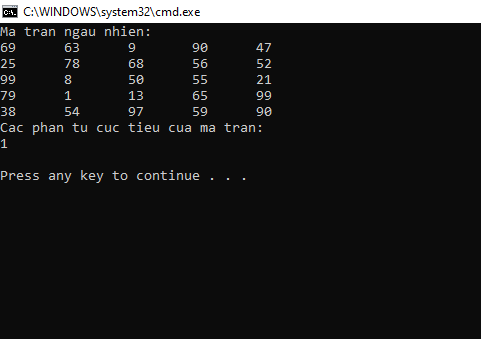 C:\WINDOWS\system32\cmd.exe
Ma tran ngau nhien:
69 63 9 90 47
25 78 68 56 52
99 8 50 55 21
79 1 13 65 99
38 54 97 59 90
Cac phan tu cuc tieu cua ma tran:
1
Press any key to continue . . .